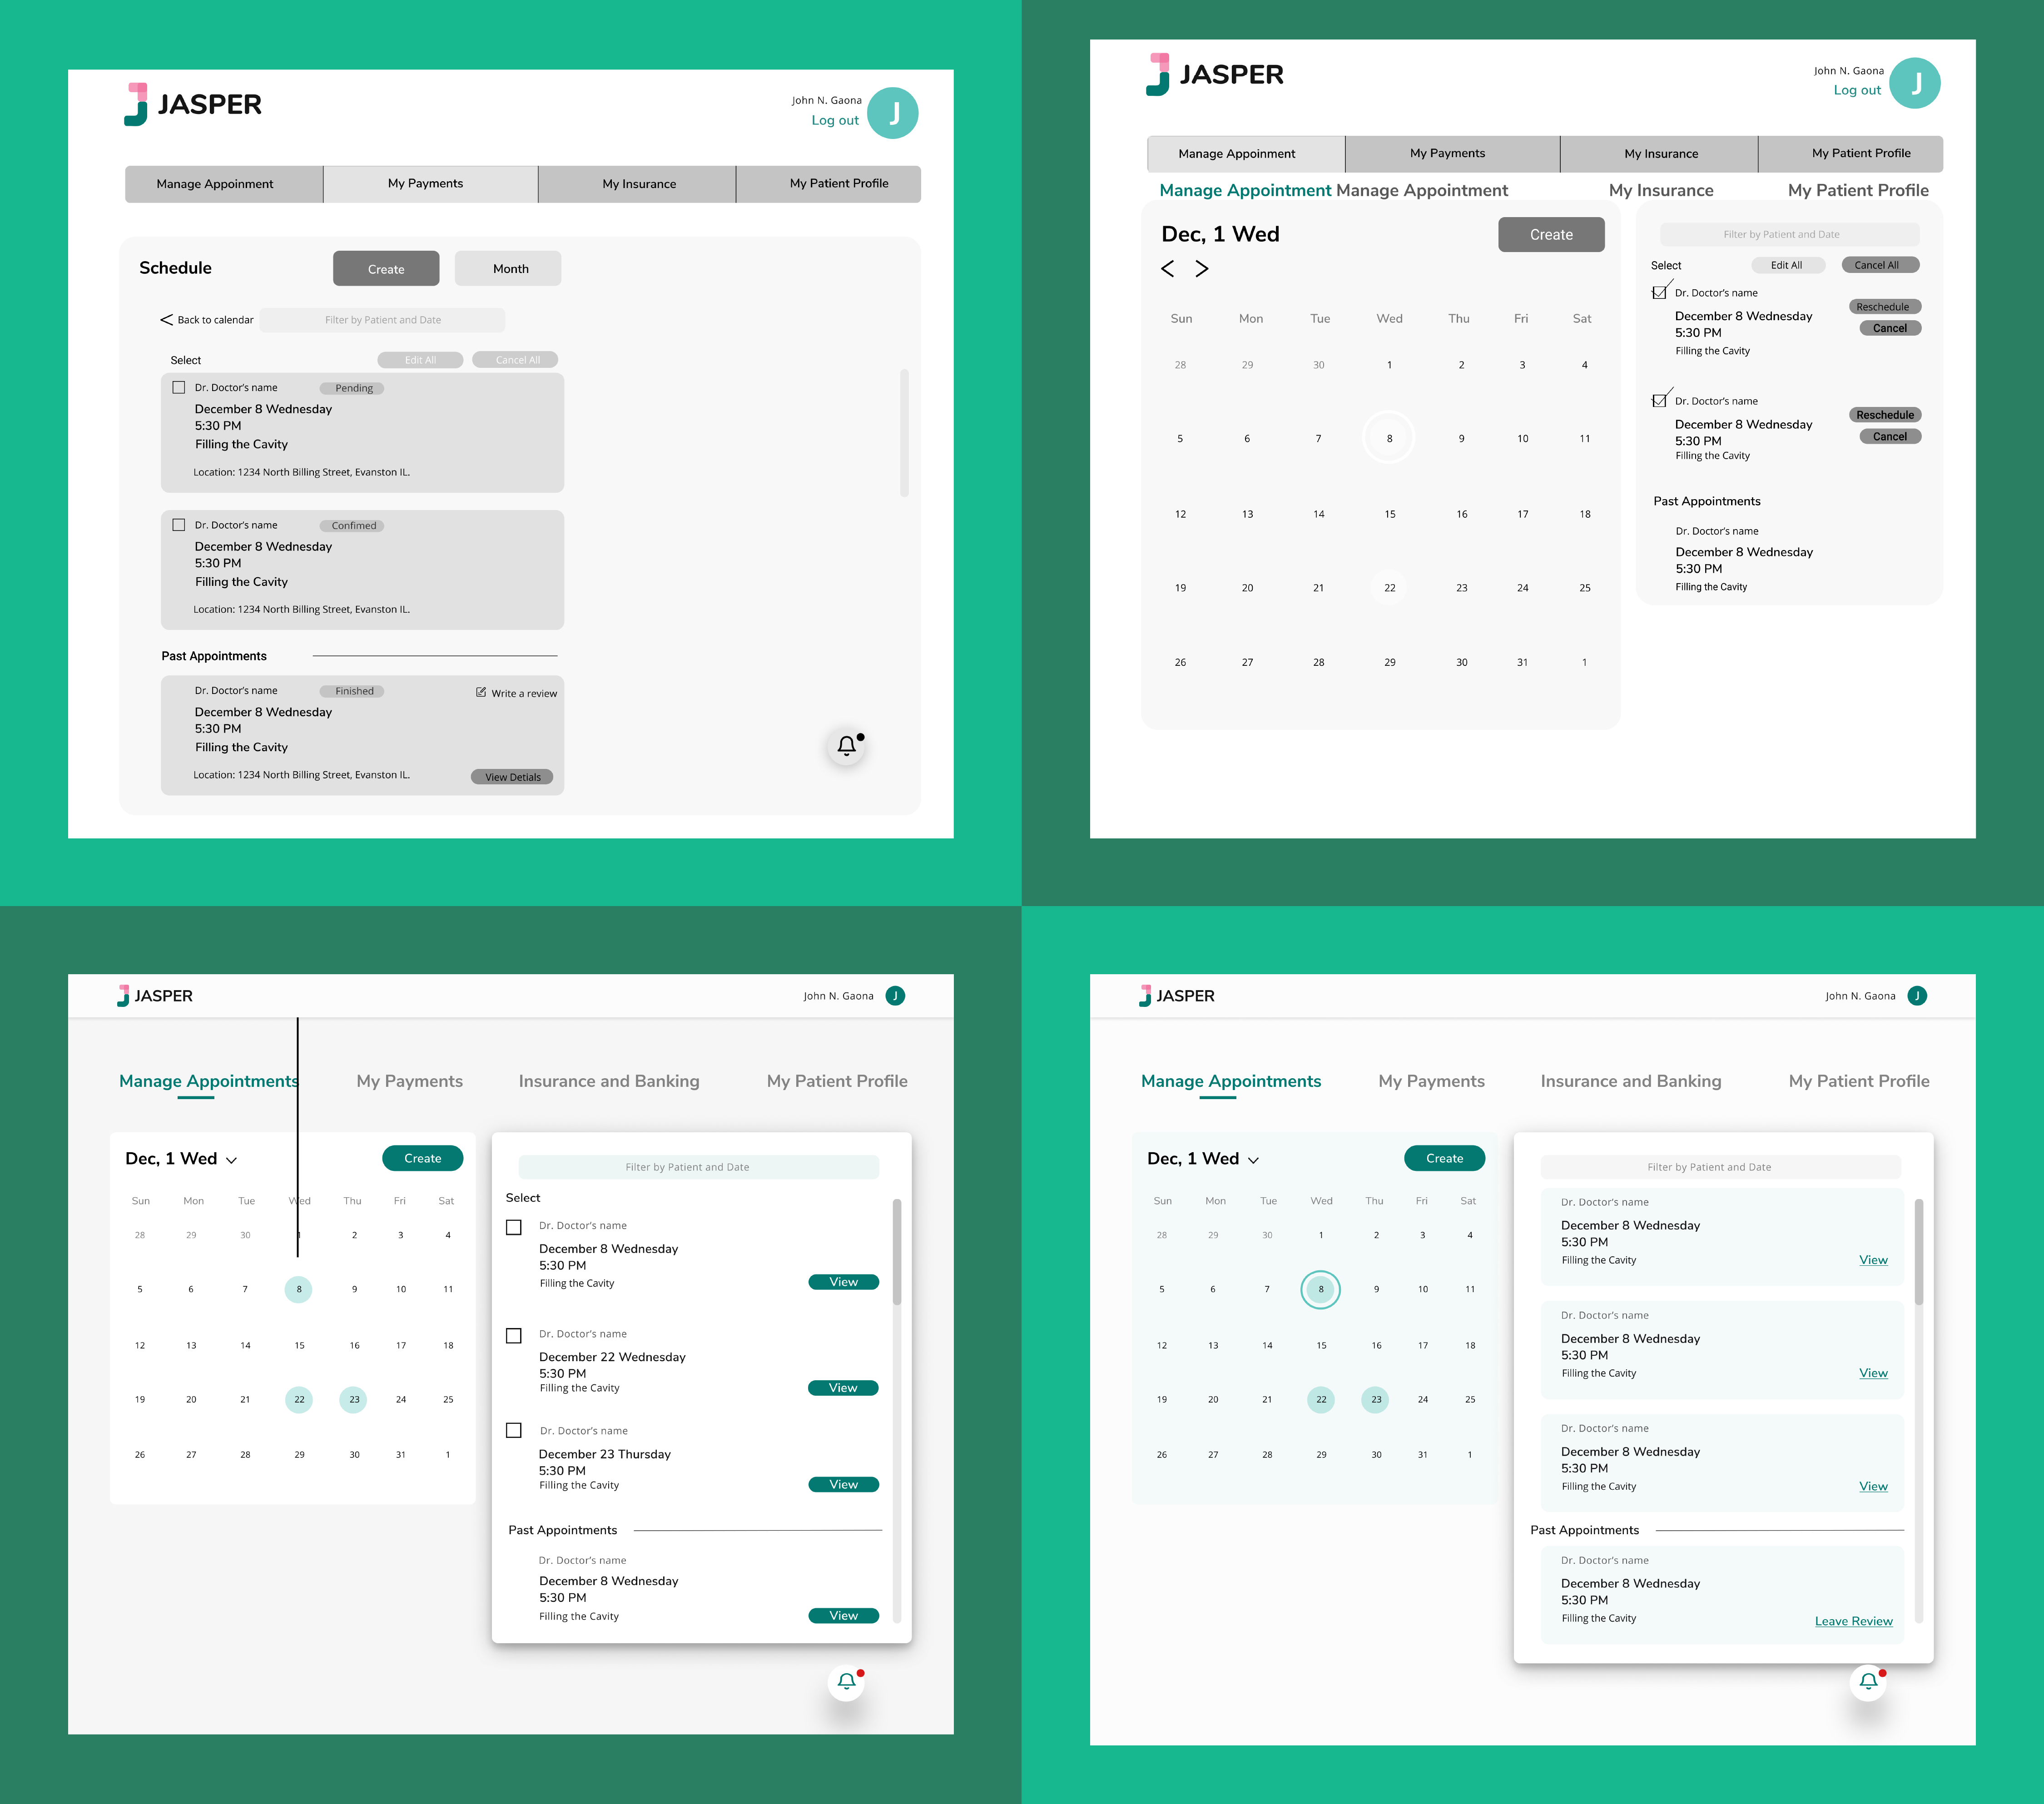 JASPER
John N. Gaona
Log out
J
Manage Appoinment My Payments My Insurance My Patient Profile
Schedule
Create
Month
Back to calendar
Filter by Patient and Date
Select
Edit All
Cancel All
Dr. Doctor's name
Pending
December 8 Wednesday
5:30 PM
Filling the Cavity
Location: 1234 North Billing Street, Evanston IL.
Dr. Doctor's name
Confimed
December 8 Wednesday
5:30 PM
Filling the Cavity
Location: 1234 North Billing Street, Evanston IL.
Past Appointments
Dr. Doctor's name
Finished
Write a review
December 8 Wednesday
5:30 PM
Filling the Cavity
Location: 1234 North Billing Street, Evanston IL.
View Detials
JASPER
John N. Gaona
Log out
J
Manage Appoinment My Payments My Insurance My Patient Profile
Manage Appointment Manage Appointment My Insurance My Patient Profile
Dec, 1 Wed
Create
Sun Mon Tue Wed Thu Fri Sat
28 29 30 1 2 3 4
5 6 7 8 9 10 11
12 13 14 15 16 17 18
19 20 21 22 23 24 25
26 27 28 29 30 31 1
Filter by Patient and Date
Select
Edit All
Cancel All
Dr. Doctor's name
Reschedule
December 8 Wednesday
Cancel
5:30 PM
Filling the Cavity
Dr. Doctor's name
Reschedule
December 8 Wednesday
Cancel
5:30 PM
Filling the Cavity
Past Appointments
Dr. Doctor's name
December 8 Wednesday
5:30 PM
Filling the Cavity
JASPER
John N. Gaona
J
Manage Appointments My Payments Insurance and Banking My Patient Profile
Dec, 1 Wed
Create
Sun Mon Tue Wed Thu Fri Sat
28 29 30 1 2 3 4
5 6 7 8 9 10 11
12 13 14 15 16 17 18
19 20 21 22 23 24 25
26 27 28 29 30 31 1
Filter by Patient and Date
Select
Dr. Doctor's name
December 8 Wednesday
5:30 PM
Filling the Cavity
View
Dr. Doctor's name
December 22 Wednesday
5:30 PM
Filling the Cavity
View
Dr. Doctor's name
December 23 Thursday
5:30 PM
Filling the Cavity
View
Past Appointments
Dr. Doctor's name
December 8 Wednesday
5:30 PM
Filling the Cavity
View
JASPER
John N. Gaona
J
Manage Appointments My Payments Insurance and Banking My Patient Profile
Dec, 1 Wed
Create
Sun Mon Tue Wed Thu Fri Sat
28 29 30 1 2 3 4
5 6 7 8 9 10 11
12 13 14 15 16 17 18
19 20 21 22 23 24 25
26 27 28 29 30 31 1
Filter by Patient and Date
Dr. Doctor's name
December 8 Wednesday
5:30 PM
Filling the Cavity
View
Dr. Doctor's name
December 8 Wednesday
5:30 PM
Filling the Cavity
View
Dr. Doctor's name
December 8 Wednesday
5:30 PM
Filling the Cavity
View
Past Appointments
Dr. Doctor's name
December 8 Wednesday
5:30 PM
Filling the Cavity
Leave Review